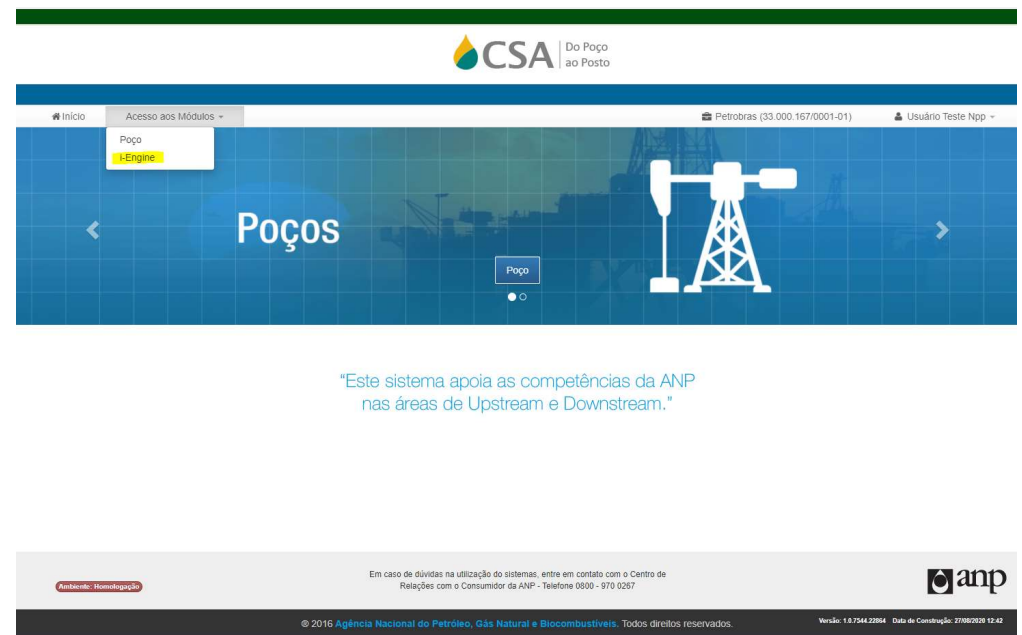 CSA Do Poço
ao Posto
Início Acesso aos Módulos Petrobras (33.000.167/0001-01) Usuário Teste Npp
Poço
I-Engine
Poços
Poço
“Este sistema apoia as competências da ANP
nas áreas de Upstream e Downstream.”
Em caso de dúvidas na utilização do sistemas, entre em contato com o Centro de
Relações com o Consumidor da ANP - Telefone 0800 - 970 0267
Ambiente: Homologação
anp
© 2016 Agência Nacional do Petróleo, Gás Natural e Biocombustíveis. Todos direitos reservados.
Versão: 1.0.7544.22864 Data de Construção: 27/08/2020 12:42